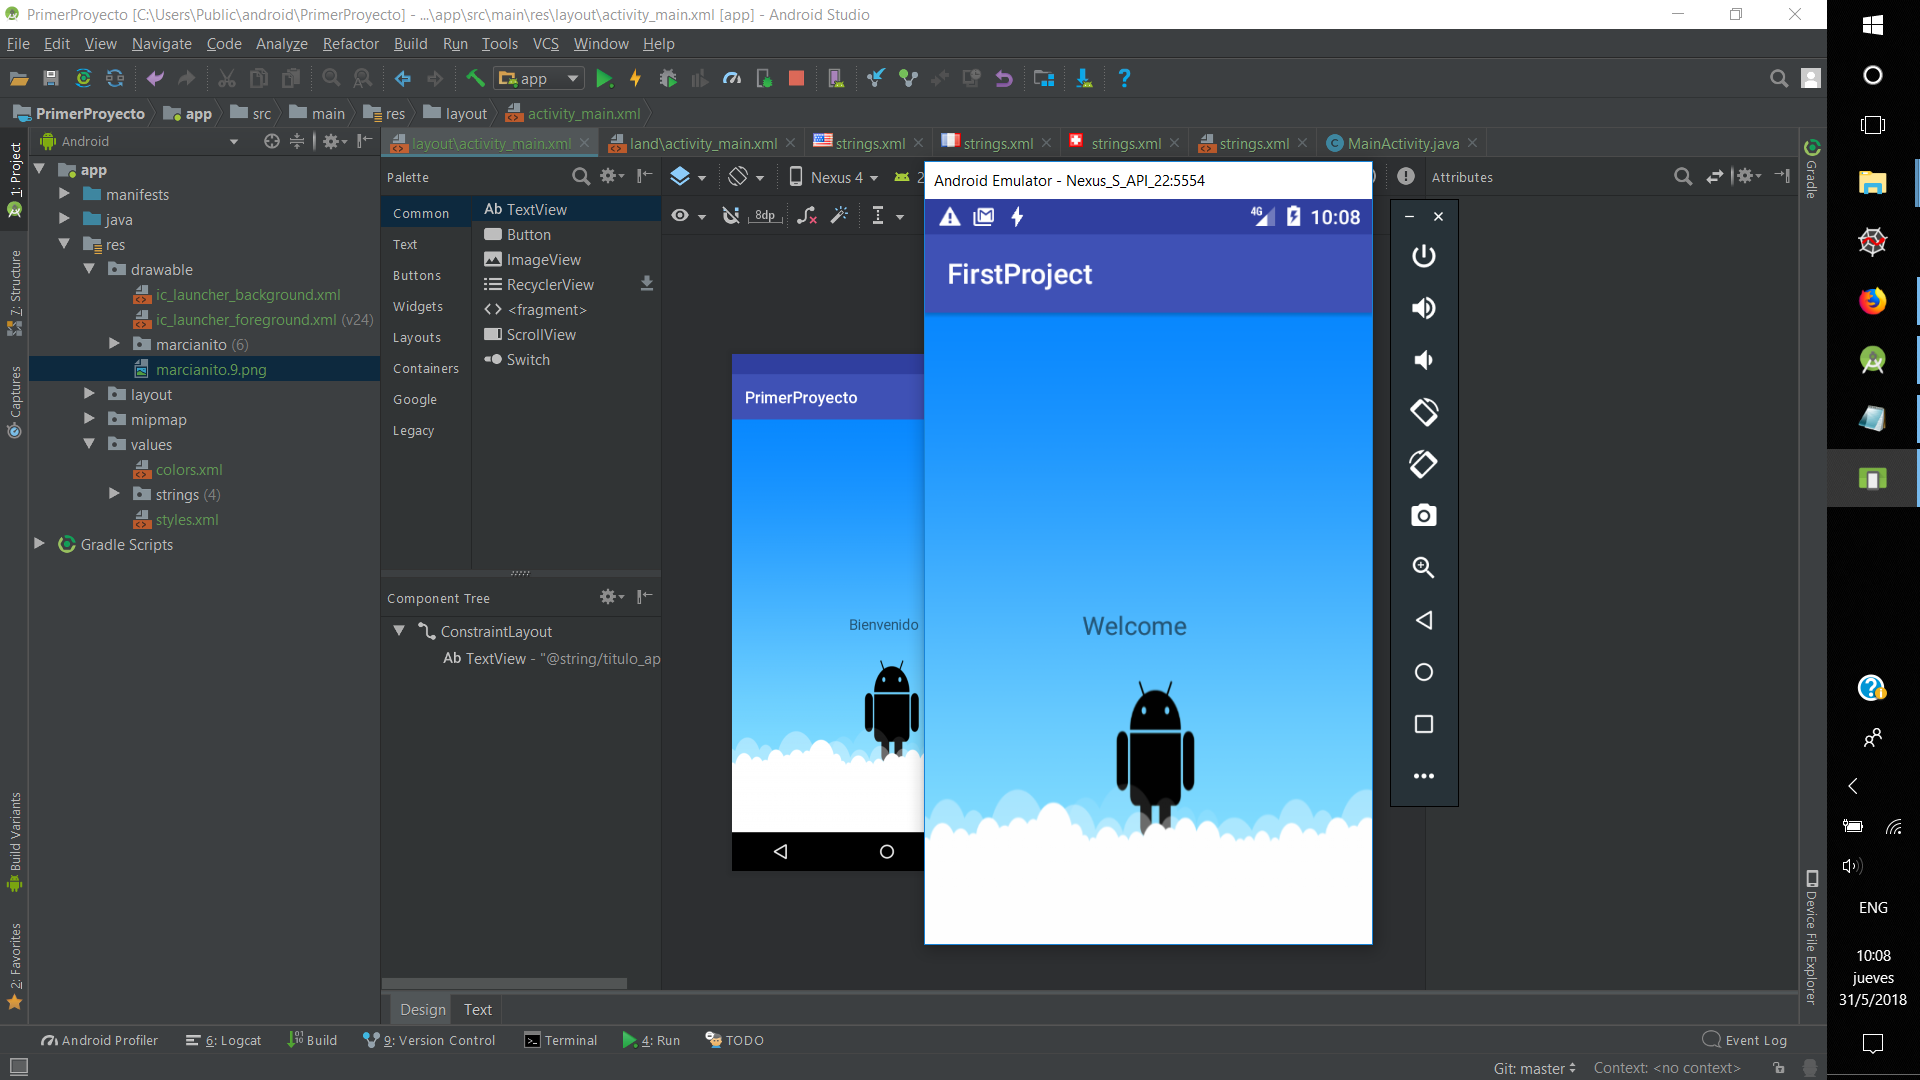 PrimerProyecto [C:\Users\Public\android\PrimerProyecto] - ...\app\src\main\res\layout\activity_main.xml [app] - Android Studio
File Edit View Navigate Code Analyze Refactor Build Run Tools VCS Window Help
app
PrimerProyecto app src main res layout activity_main.xml
Android
layout\activity_main.xml land\activity_main.xml strings.xml strings.xml strings.xml strings.xml MainActivity.java
1: Project
7: Structure
Captures
Build Variants
2: Favorites
app
manifests
java
res
drawable
ic_launcher_background.xml
ic_launcher_foreground.xml (v24)
marcianito (6)
marcianito.9.png
layout
mipmap
values
colors.xml
strings (4)
styles.xml
Gradle Scripts
Palette
Common
Text
Buttons
Widgets
Layouts
Containers
Google
Legacy
Ab TextView
Button
ImageView
RecyclerView
<fragment>
ScrollView
Switch
Component Tree
ConstraintLayout
Ab TextView - "@string/titulo_ap
Nexus 4
2
8dp
PrimerProyecto
Bienvenido
Android Emulator - Nexus_S_API_22:5554
4G 10:08
FirstProject
Welcome
Attributes
Gradle
Device File Explorer
Design Text
Android Profiler 6: Logcat Build 9: Version Control Terminal 4: Run TODO Event Log
Git: master Context: <no context>
ENG
10:08
jueves
31/5/2018